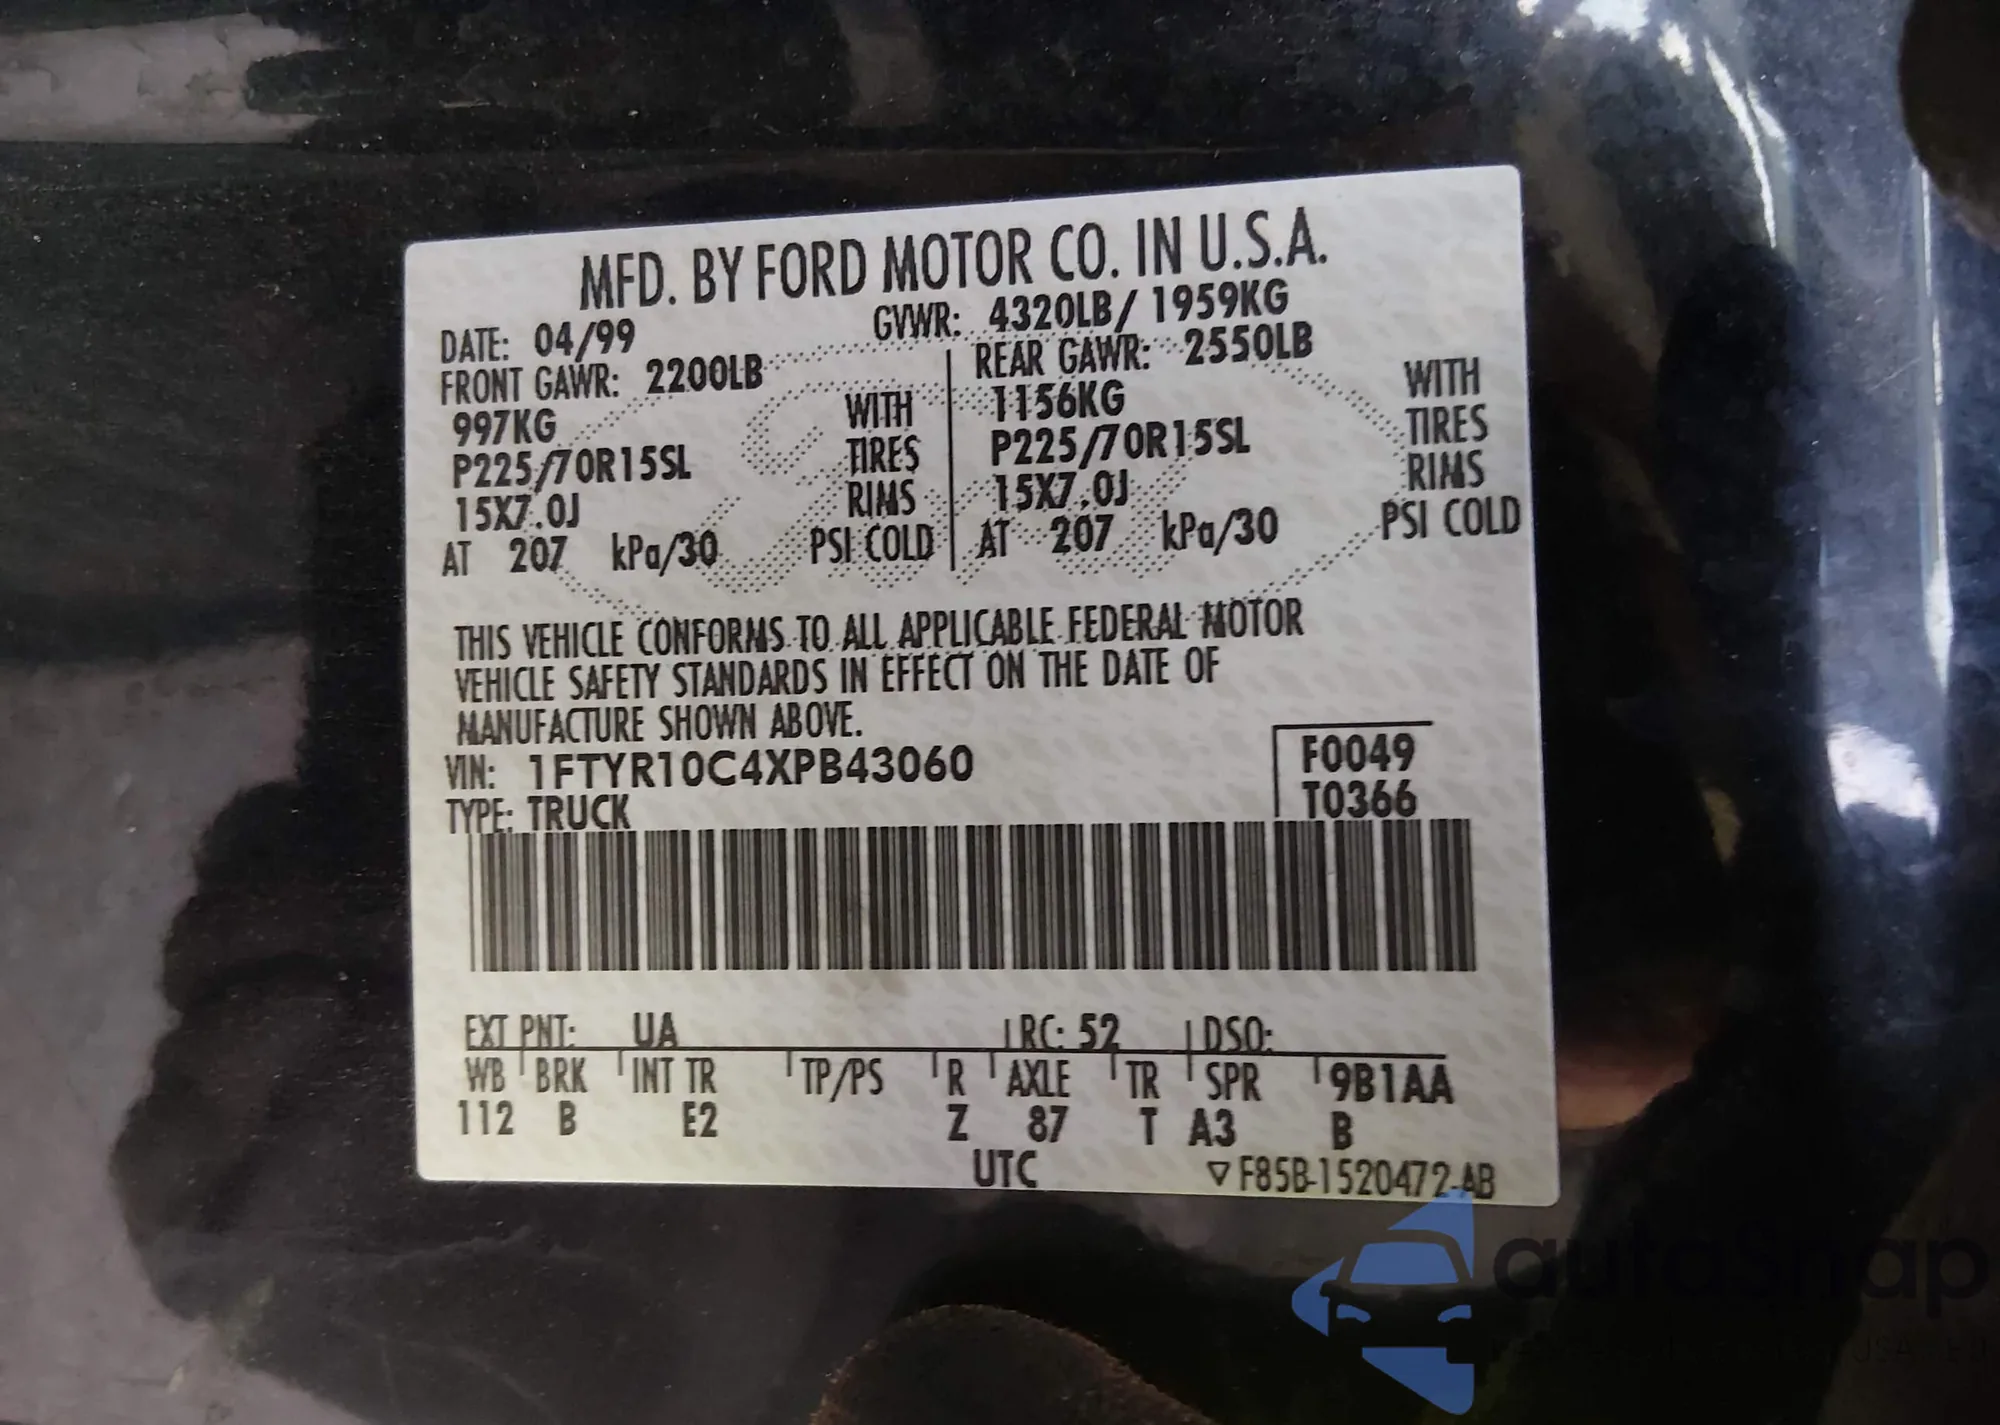 MFD. BY FORD MOTOR CO. IN U.S.A.
DATE: 04/99 GVWR: 4320LB/ 1959KG
FRONT GAWR: 2200LB REAR GAWR: 2550LB
997KG WITH 1156KG WITH
P225/70R15SL TIRES P225/70R15SL TIRES
15X7.0J RIMS 15X7.0J RIMS
AT 207 kPa/30 PSI COLD AT 207 kPa/30 PSI COLD
THIS VEHICLE CONFORMS TO ALL APPLICABLE FEDERAL MOTOR
VEHICLE SAFETY STANDARDS IN EFFECT ON THE DATE OF
MANUFACTURE SHOWN ABOVE.
VIN: 1FTYR10C4XPB43060 F0049
TYPE: TRUCK T0366
EXT PNT: UA RC: 52 DSO:
WB BRK INT TR TP/PS R AXLE TR SPR 9B1AA
112 B E2 Z 87 T A3 B
UTC ▽F85B-1520472-AB
autosnap